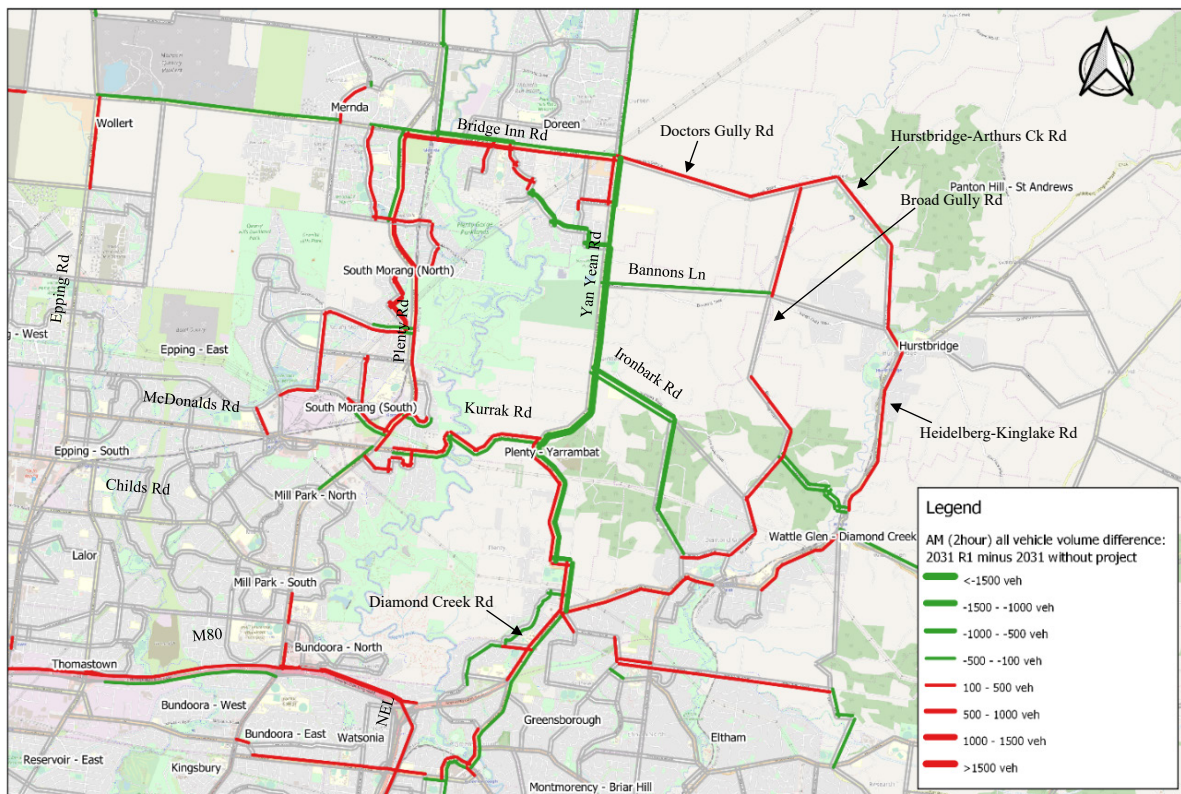 Mernda
Doreen
Bridge Inn Rd
Wollert
Doctors Gully Rd
Hurstbridge-Arthurs Ck Rd
Panton Hill - St Andrews
Broad Gully Rd
South Morang (North)
Bannons Ln
Epping Rd
Plenty Rd
Yan Yean Rd
g - West
Epping - East
Hurstbridge
Ironbark Rd
McDonalds Rd
South Morang (South)
Kurrak Rd
Heidelberg-Kinglake Rd
Epping - South
Plenty - Yarrambat
Childs Rd
Mill Park - North
Legend
AM (2hour) all vehicle volume difference:
2031 R1 minus 2031 without project
<-1500 veh
-1500 - -1000 veh
-1000 - -500 veh
-500 - -100 veh
100 - 500 veh
500 - 1000 veh
1000 - 1500 veh
>1500 veh
Wattle Glen - Diamond Creek
Lalor
Mill Park - South
Diamond Creek Rd
M80
Bundoora - North
Thomastown
Bundoora - West
NEL
Greensborough
Bundoora - East
Watsonia
Eltham
Reservoir - East
Kingsbury
Montmorency - Briar Hill